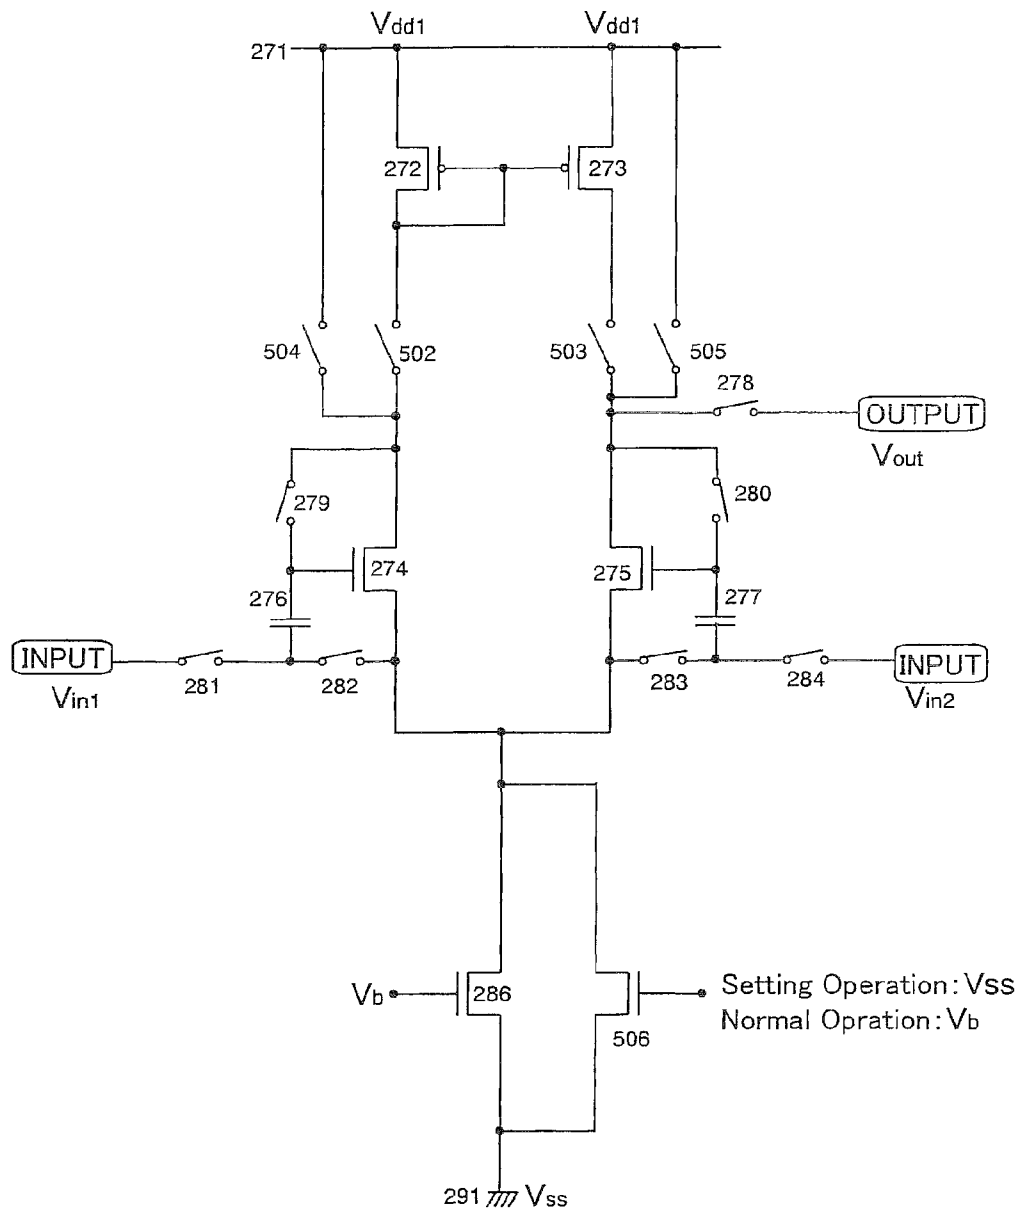 Vdd1 Vdd1
271
272 273
504 502 503 505
278
OUTPUT
Vout
279 280
274 275
276 277
INPUT INPUT
281 282 283 284
Vin1 Vin2
Vb 286 Setting Operation: Vss
Normal Opration: Vb
506
291 Vss